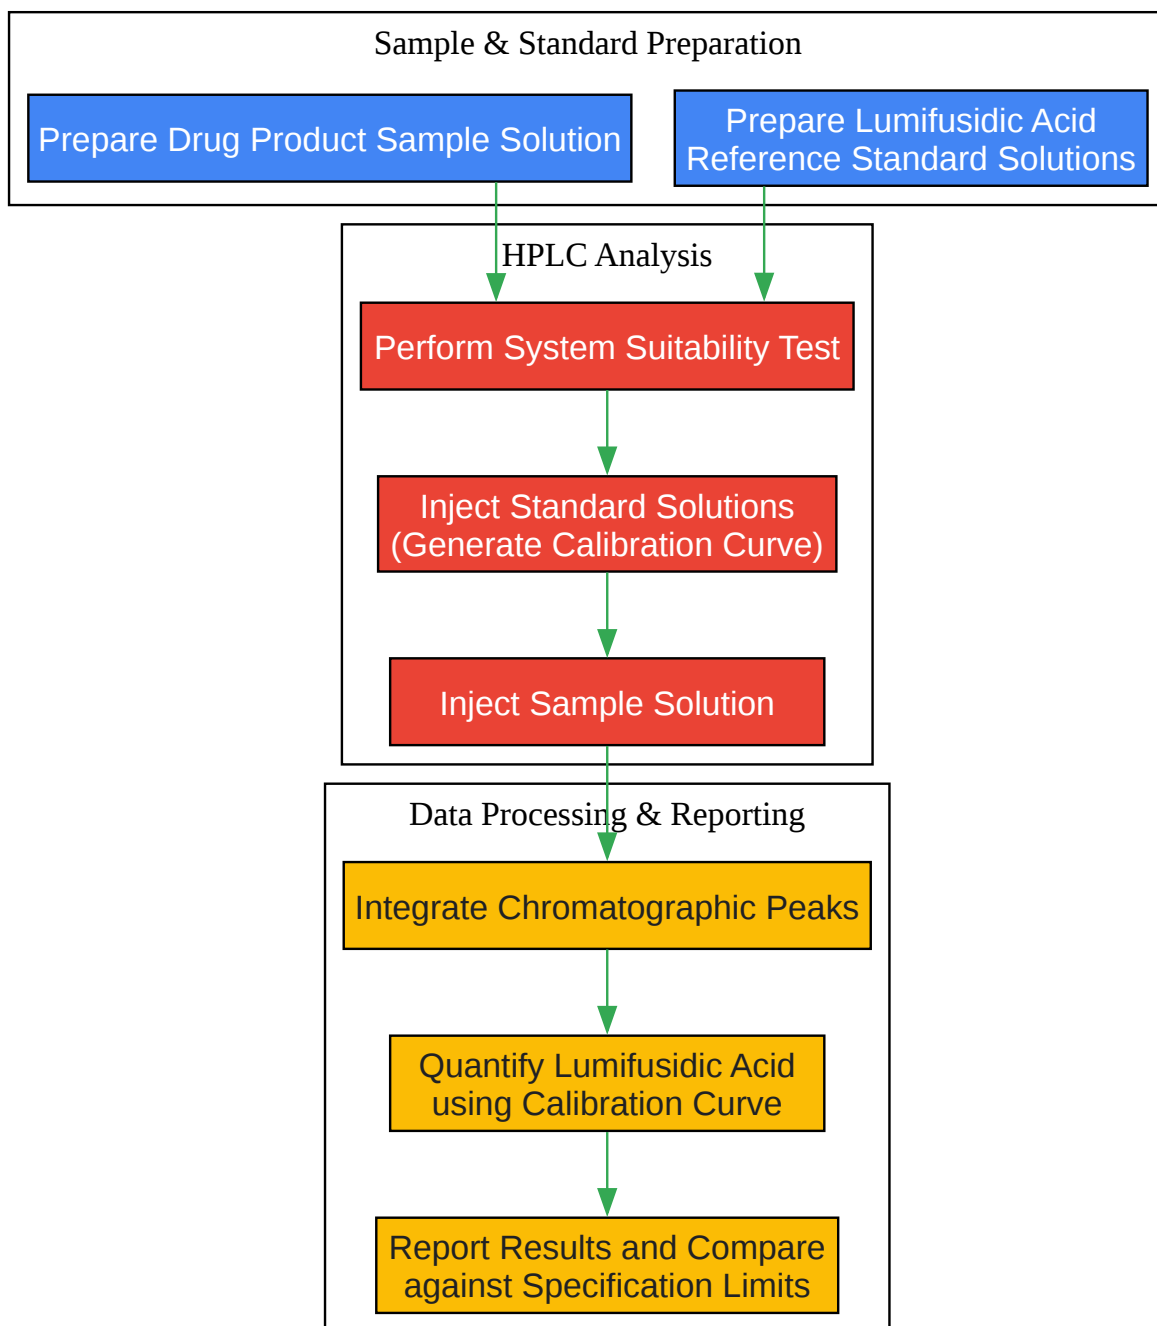 Sample & Standard Preparation
Prepare Drug Product Sample Solution
Prepare Lumifusidic Acid
Reference Standard Solutions
HPLC Analysis
Perform System Suitability Test
Inject Standard Solutions
(Generate Calibration Curve)
Inject Sample Solution
Data Processing & Reporting
Integrate Chromatographic Peaks
Quantify Lumifusidic Acid
using Calibration Curve
Report Results and Compare
against Specification Limits